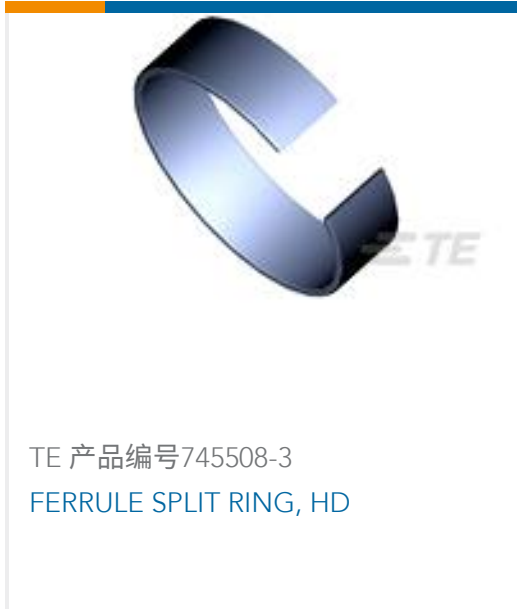 TE
TE 产品编号745508-3
FERRULE SPLIT RING, HD